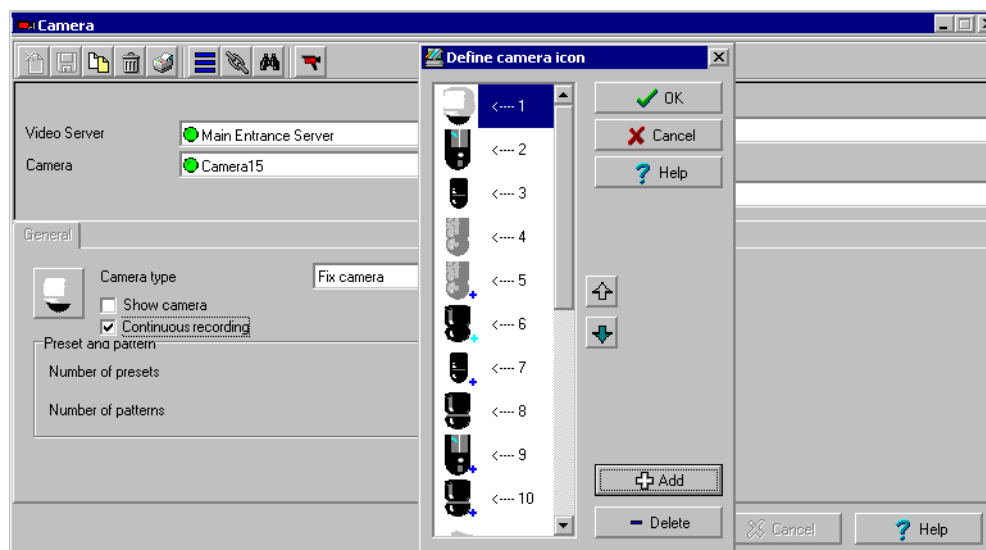 Camera
Define camera icon
Video Server
Main Entrance Server
Camera
Camera15
General
Camera type
Fix camera
Show camera
Continuous recording
Preset and pattern
Number of presets
Number of patterns
<---- 1
<---- 2
<---- 3
<---- 4
<---- 5
<---- 6
<---- 7
<---- 8
<---- 9
<---- 10
OK
Cancel
Help
Add
Delete
Cancel
Help